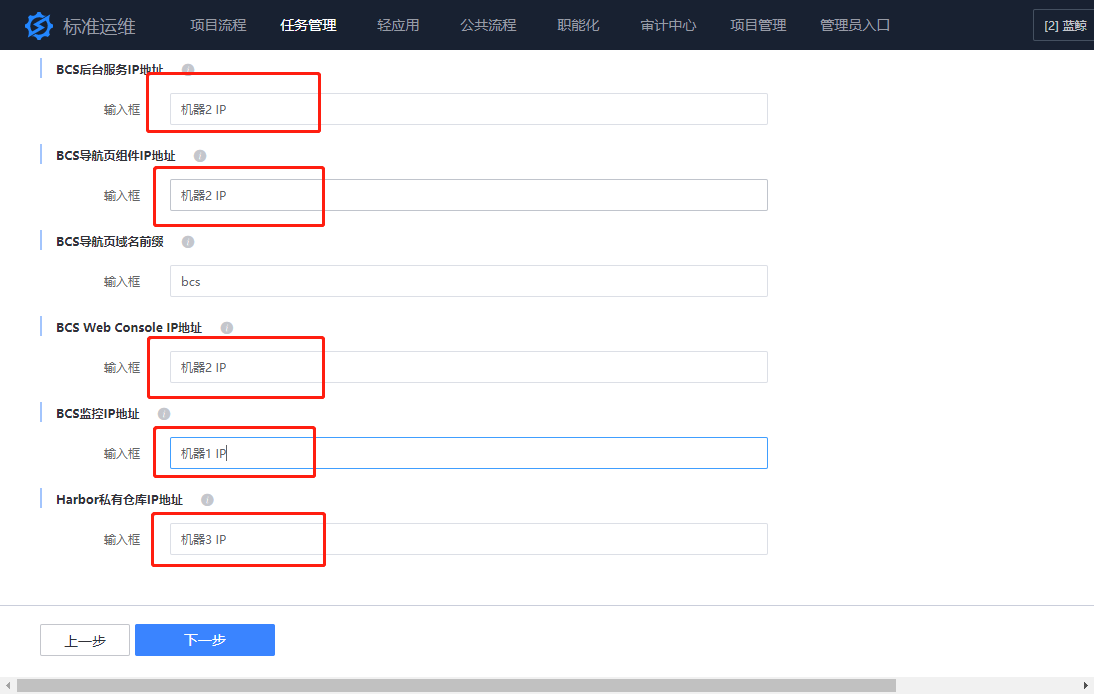 标准运维 项目流程 任务管理 轻应用 公共流程 职能化 审计中心 项目管理 管理员入口 [2] 蓝鲸
BCS后台服务IP地址
输入框 机器2 IP
BCS导航页组件IP地址
输入框 机器2 IP
BCS导航页域名前缀
输入框 bcs
BCS Web Console IP地址
输入框 机器2 IP
BCS监控IP地址
输入框 机器1 IP
Harbor私有仓库IP地址
输入框 机器3 IP
上一步 下一步